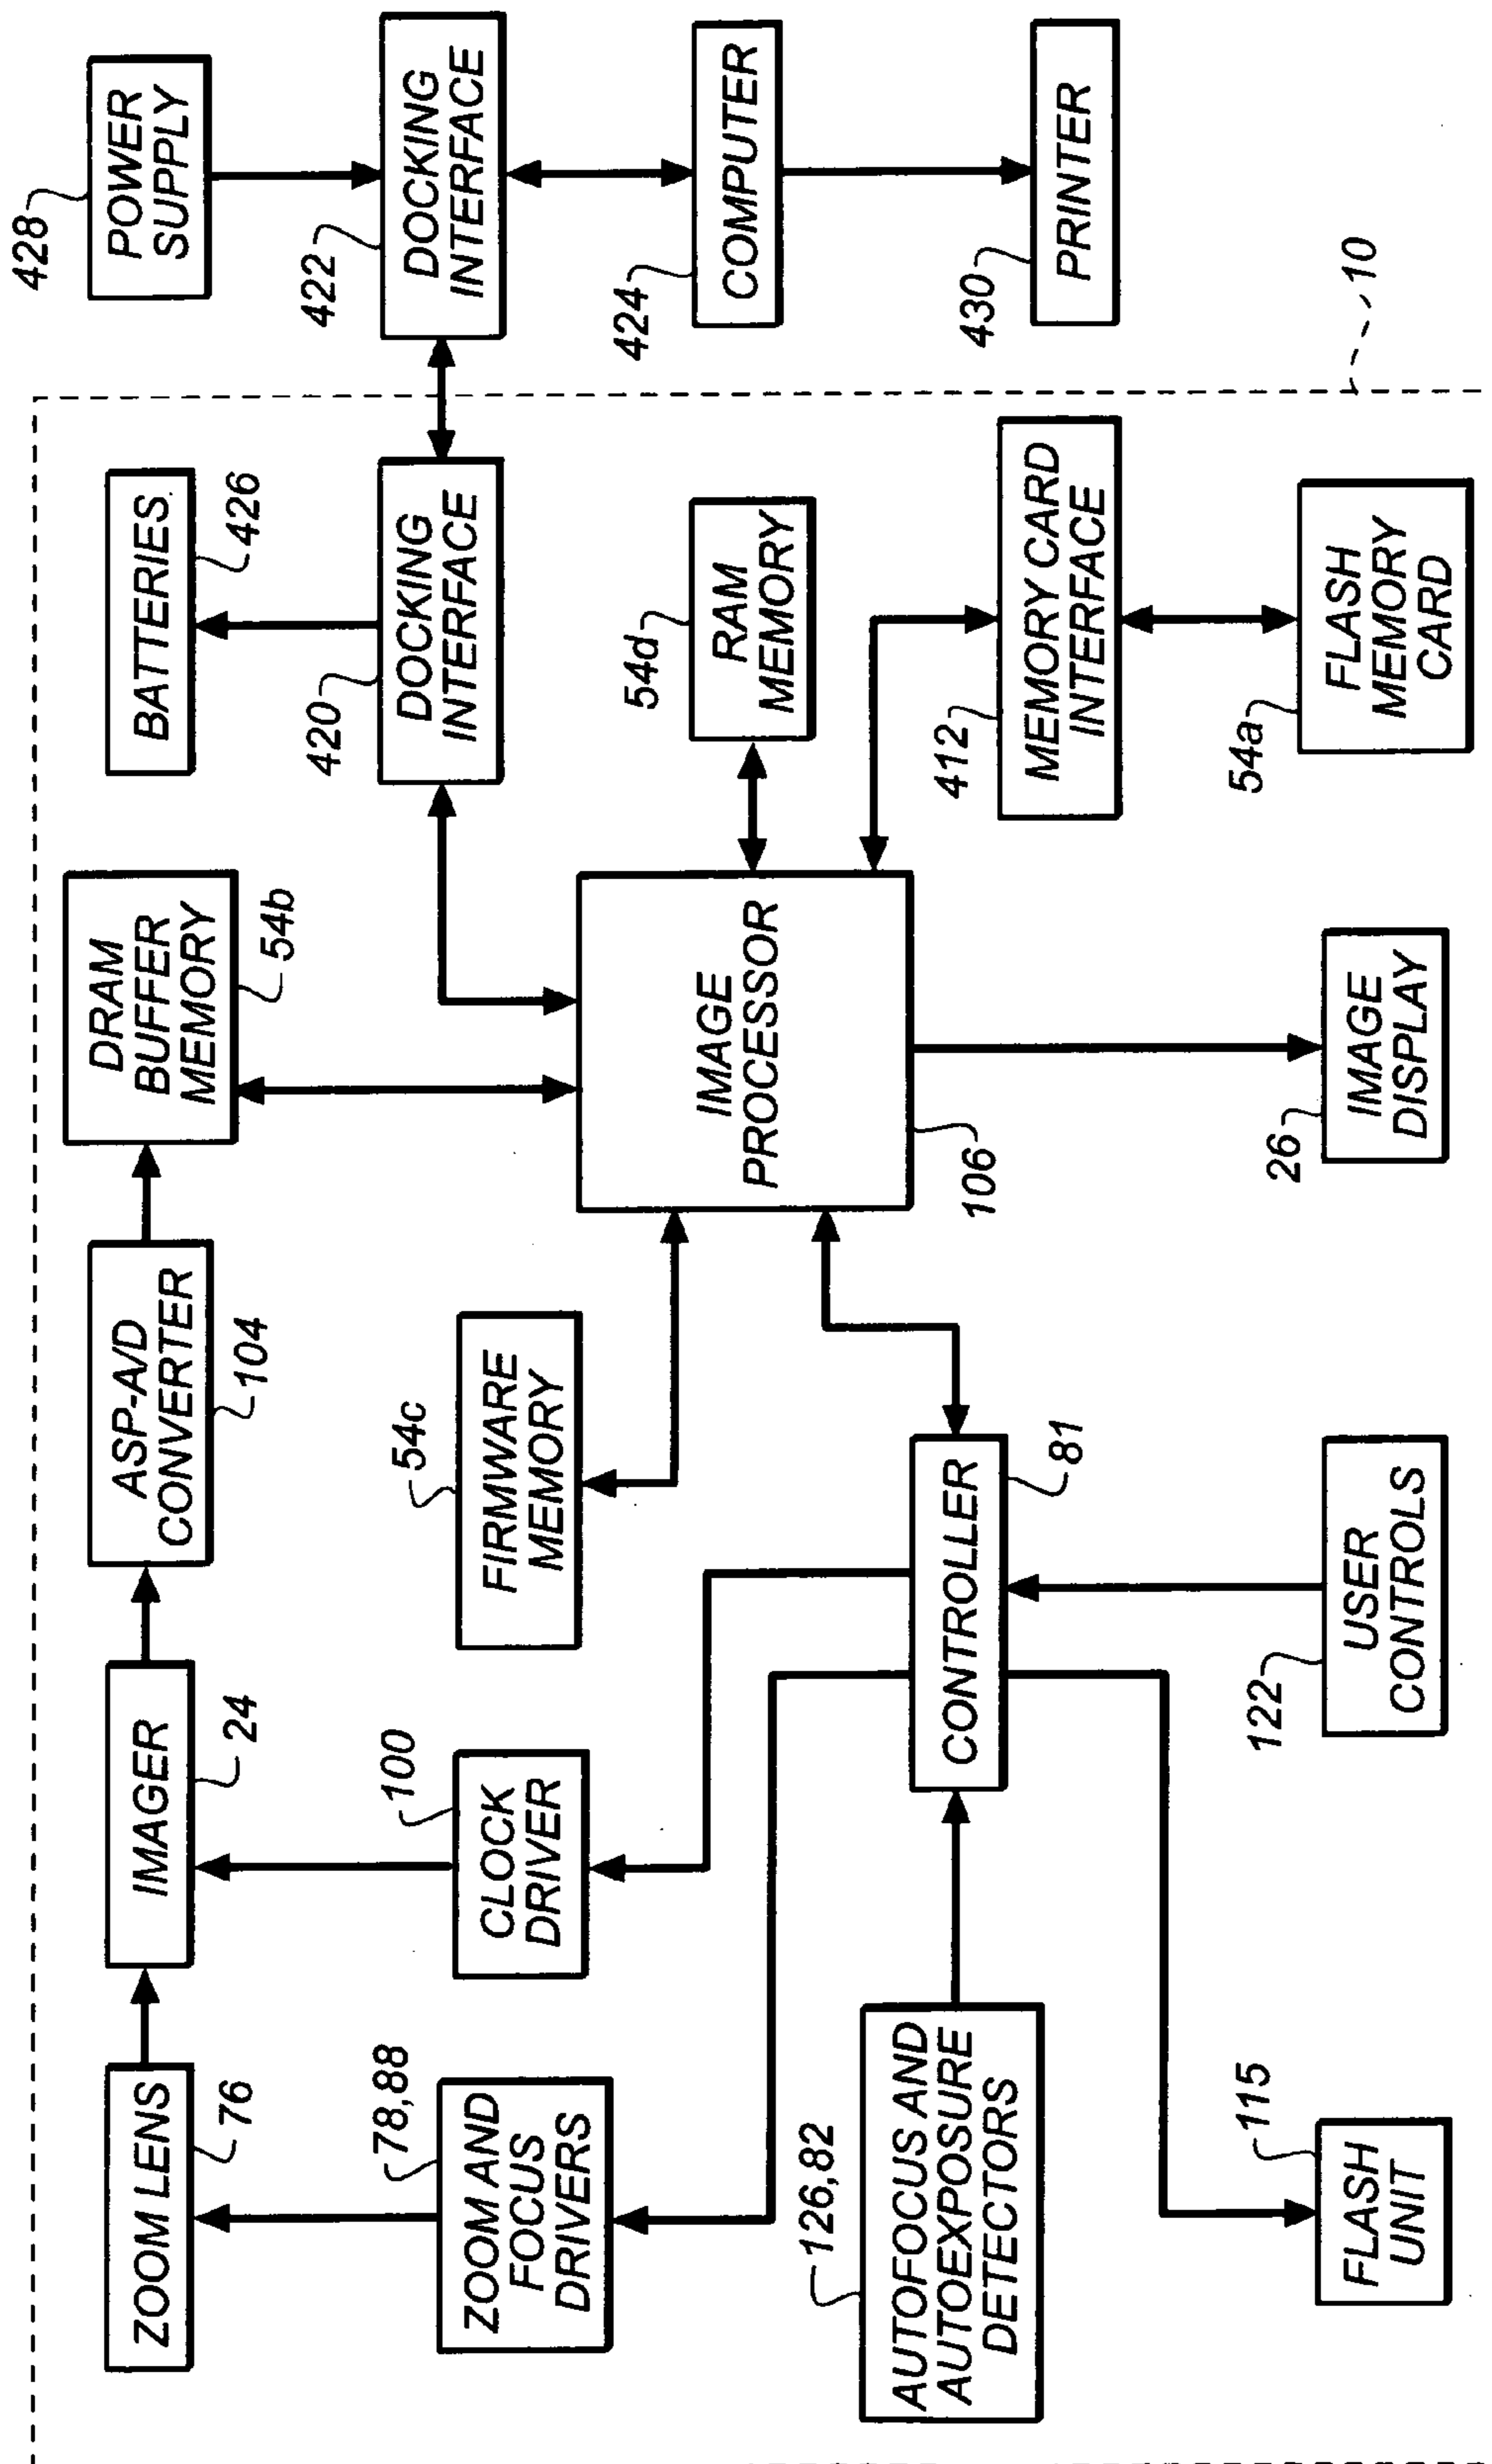 ZOOM LENS
76
IMAGER
24
ASP-A/D
CONVERTER
104
DRAM
BUFFER
MEMORY
54b
BATTERIES
426
POWER
SUPPLY
428
78,88
ZOOM AND
FOCUS
DRIVERS
100
CLOCK
DRIVER
54c
FIRMWARE
MEMORY
420
DOCKING
INTERFACE
422
DOCKING
INTERFACE
IMAGE
PROCESSOR
106
54d
RAM
MEMORY
424
COMPUTER
126,82
AUTOFOCUS AND
AUTOEXPOSURE
DETECTORS
CONTROLLER
81
412
MEMORY CARD
INTERFACE
430
PRINTER
115
FLASH
UNIT
122
USER
CONTROLS
26
IMAGE
DISPLAY
54a
FLASH
MEMORY
CARD
10